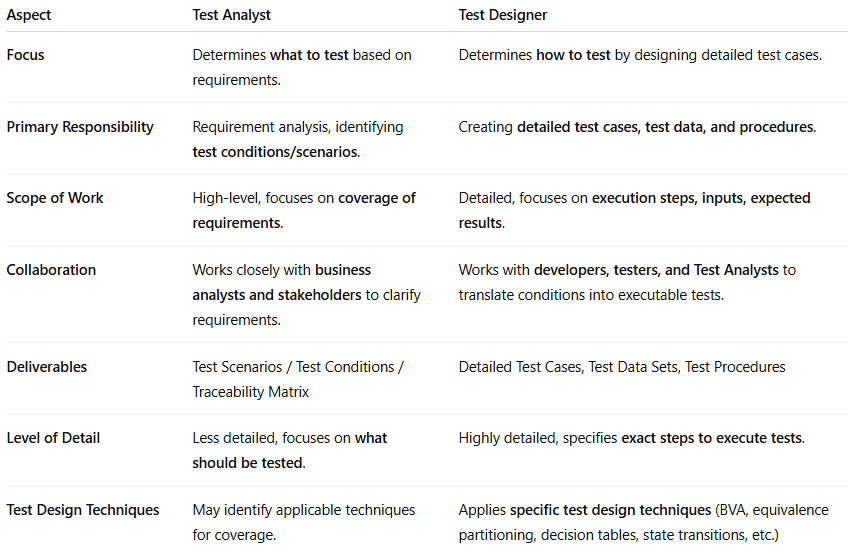 Aspect Test Analyst Test Designer
Focus Determines what to test based on requirements. Determines how to test by designing detailed test cases.
Primary Responsibility Requirement analysis, identifying test conditions/scenarios. Creating detailed test cases, test data, and procedures.
Scope of Work High-level, focuses on coverage of requirements. Detailed, focuses on execution steps, inputs, expected results.
Collaboration Works closely with business analysts and stakeholders to clarify requirements. Works with developers, testers, and Test Analysts to translate conditions into executable tests.
Deliverables Test Scenarios / Test Conditions / Traceability Matrix Detailed Test Cases, Test Data Sets, Test Procedures
Level of Detail Less detailed, focuses on what should be tested. Highly detailed, specifies exact steps to execute tests.
Test Design Techniques May identify applicable techniques for coverage. Applies specific test design techniques (BVA, equivalence partitioning, decision tables, state transitions, etc.)